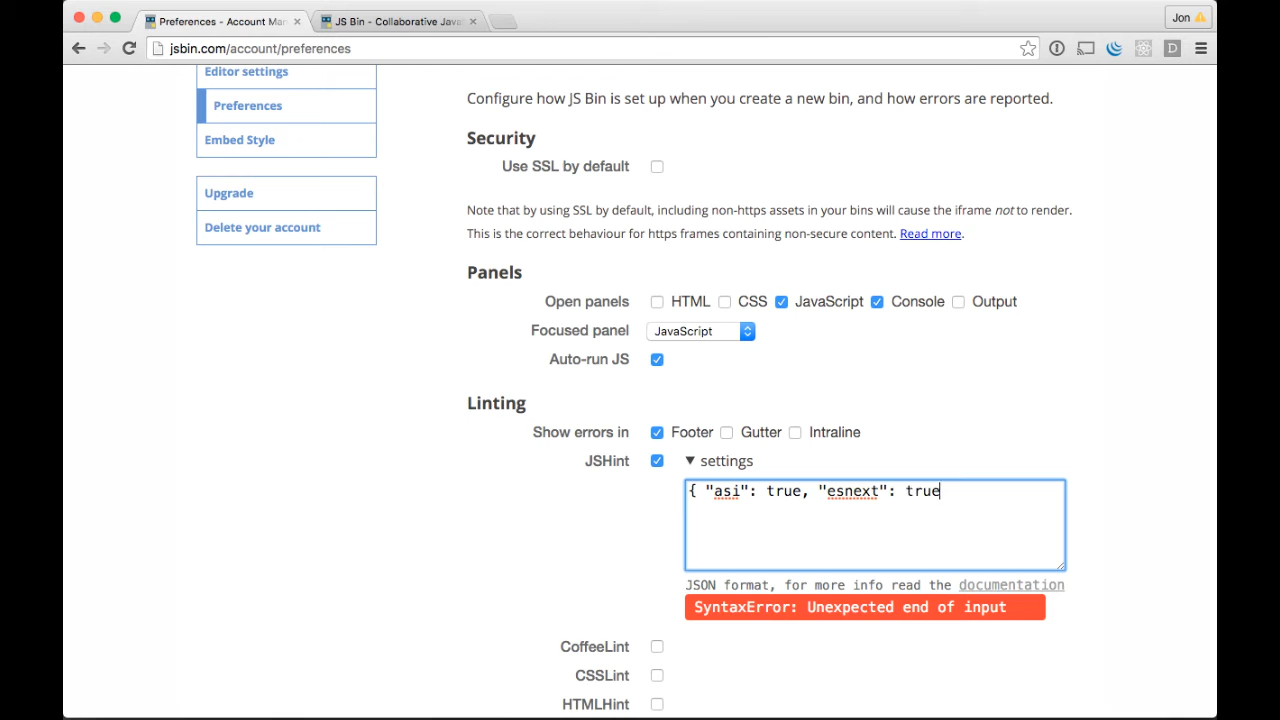 Preferences - Account Man
JS Bin - Collaborative Java
Jon
jsbin.com/account/preferences
D
Editor settings
Preferences
Embed Style
Upgrade
Delete your account
Configure how JS Bin is set up when you create a new bin, and how errors are reported.
Security
Use SSL by default
Note that by using SSL by default, including non-https assets in your bins will cause the iframe not to render.
This is the correct behaviour for https frames containing non-secure content. Read more.
Panels
Open panels HTML CSS JavaScript Console Output
Focused panel JavaScript
Auto-run JS
Linting
Show errors in Footer Gutter Intraline
JSHint ▼ settings
{ "asi": true, "esnext": true
JSON format, for more info read the documentation
SyntaxError: Unexpected end of input
CoffeeLint
CSSLint
HTMLHint